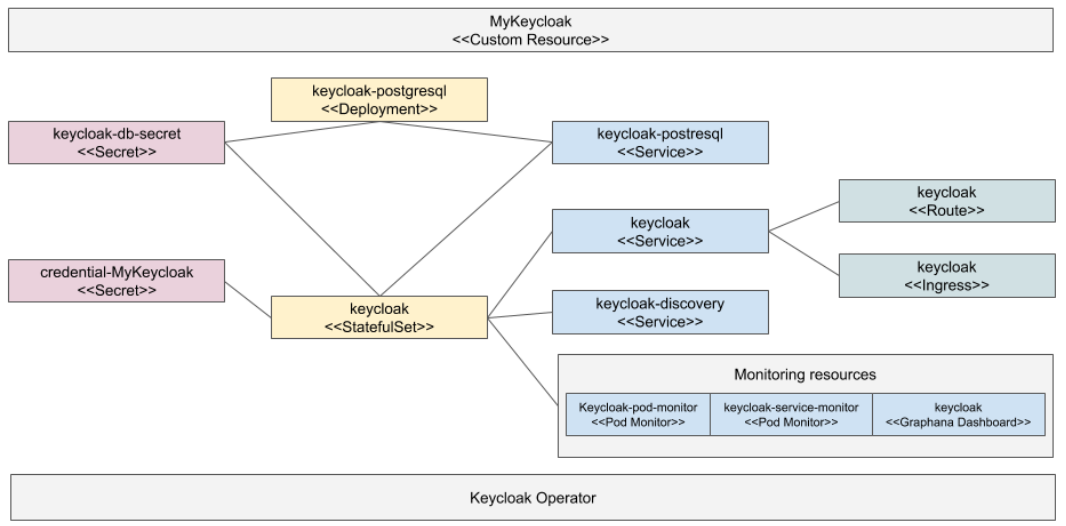 MyKeycloak
<<Custom Resource>>
keycloak-postgresql
<<Deployment>>
keycloak-db-secret
<<Secret>>
keycloak-postresql
<<Service>>
keycloak
<<Route>>
keycloak
<<Service>>
keycloak
<<Ingress>>
credential-MyKeycloak
<<Secret>>
keycloak
<<StatefulSet>>
keycloak-discovery
<<Service>>
Monitoring resources
Keycloak-pod-monitor
<<Pod Monitor>>
keycloak-service-monitor
<<Pod Monitor>>
keycloak
<<Graphana Dashboard>>
Keycloak Operator